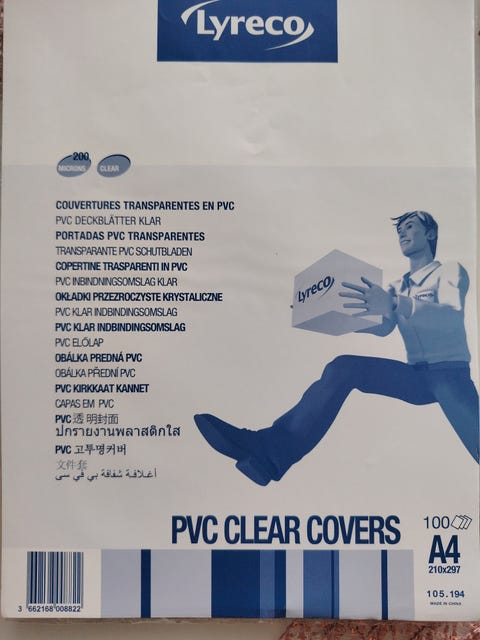 Lyreco
200
MICRONS
CLEAR
COUVERTURES TRANSPARENTES EN PVC
PVC DECKBLÄTTER KLAR
PORTADAS PVC TRANSPARENTES
TRANSPARANTE PVC SCHUTBLADEN
COPERTINE TRASPARENTI IN PVC
PVC INBINDNINGSOMSLAG KLAR
OKŁADKI PRZEZROCZYSTE KRYSTALICZNE
PVC KLAR INDBINDINGSOMSLAG
PVC KLAR INDBINDINGSOMSLAG
PVC ELŐLAP
OBÁLKA PREDNÁ PVC
OBÁLKA PŘEDNÍ PVC
PVC KIRKKAAT KANNET
CAPAS EM PVC
PVC 透明封面
ปกรายงานพลาสติกใส
PVC 고투명커버
文件套
أغلافة شفافة بي في سي
Lyreco
Lyreco
PVC CLEAR COVERS
100
A4
210x297
105.194
MADE IN CHINA
3 662168 008822